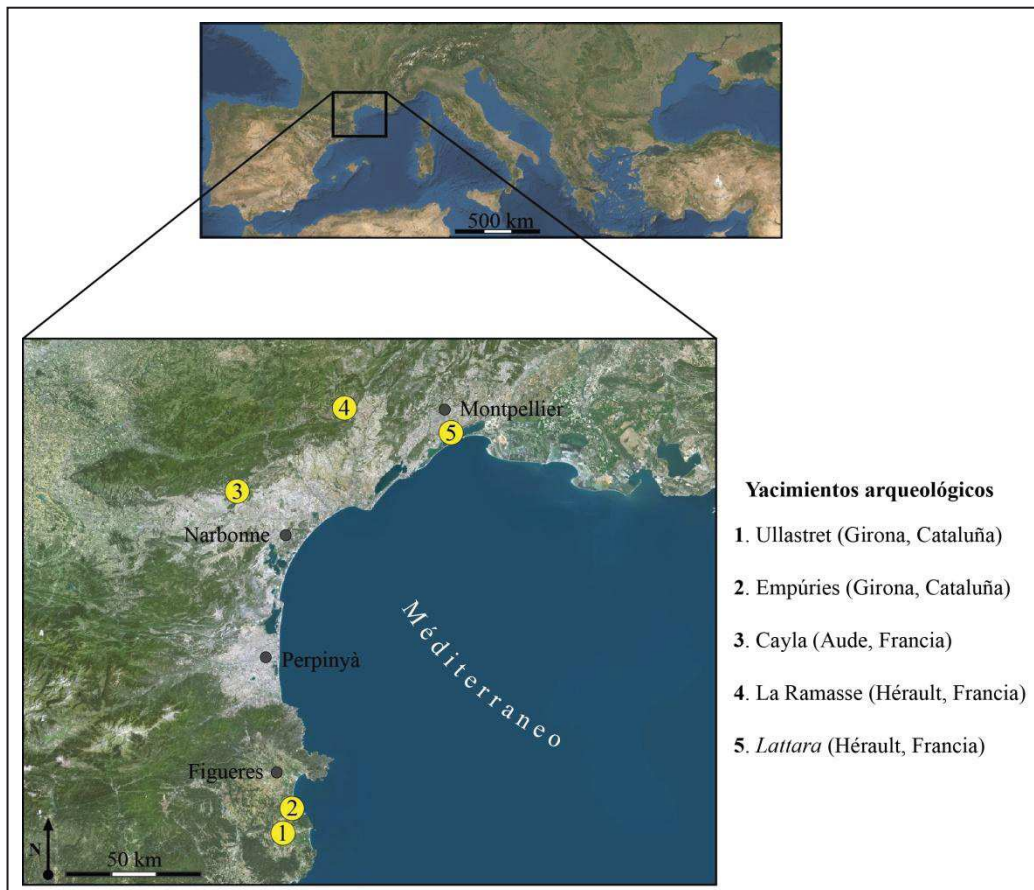 500 km
4
Montpellier
5
3
Narbonne
Méditerraneo
Perpinyà
Figueres
2
1
N
50 km
Yacimientos arqueológicos
1. Ullastret (Girona, Cataluña)
2. Empúries (Girona, Cataluña)
3. Cayla (Aude, Francia)
4. La Ramasse (Hérault, Francia)
5. Lattara (Hérault, Francia)